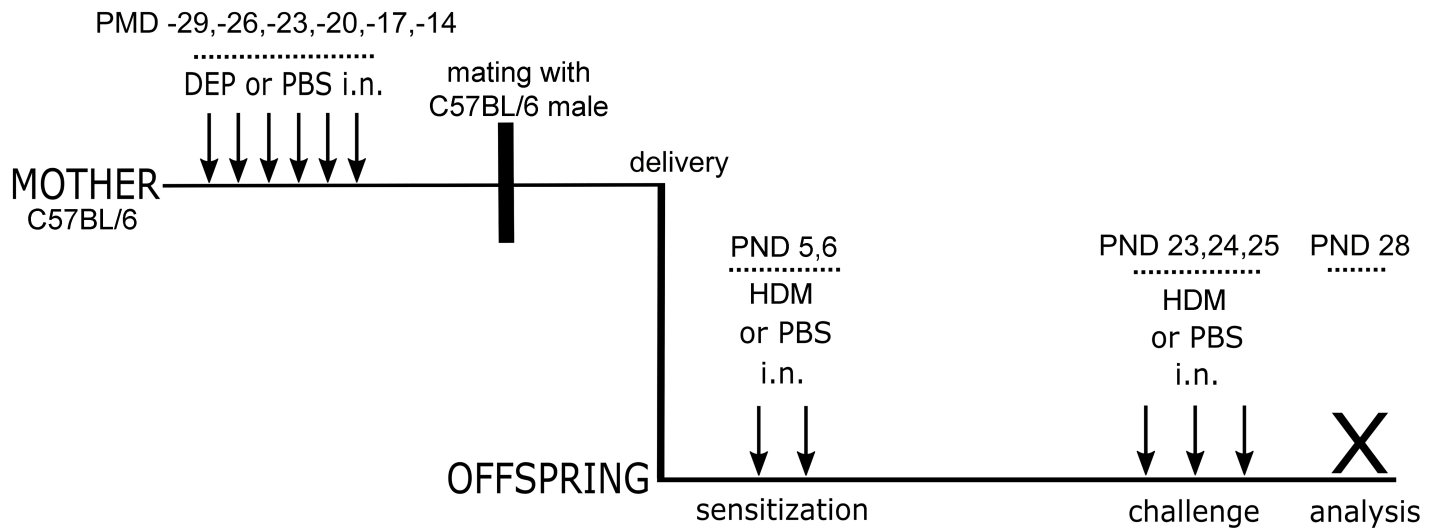 PMD -29,-26,-23,-20,-17,-14
DEP or PBS i.n.
mating with
C57BL/6 male
MOTHER
C57BL/6
delivery
PND 5,6
HDM
or PBS
i.n.
PND 23,24,25
HDM
or PBS
i.n.
PND 28
X
OFFSPRING
sensitization
challenge
analysis